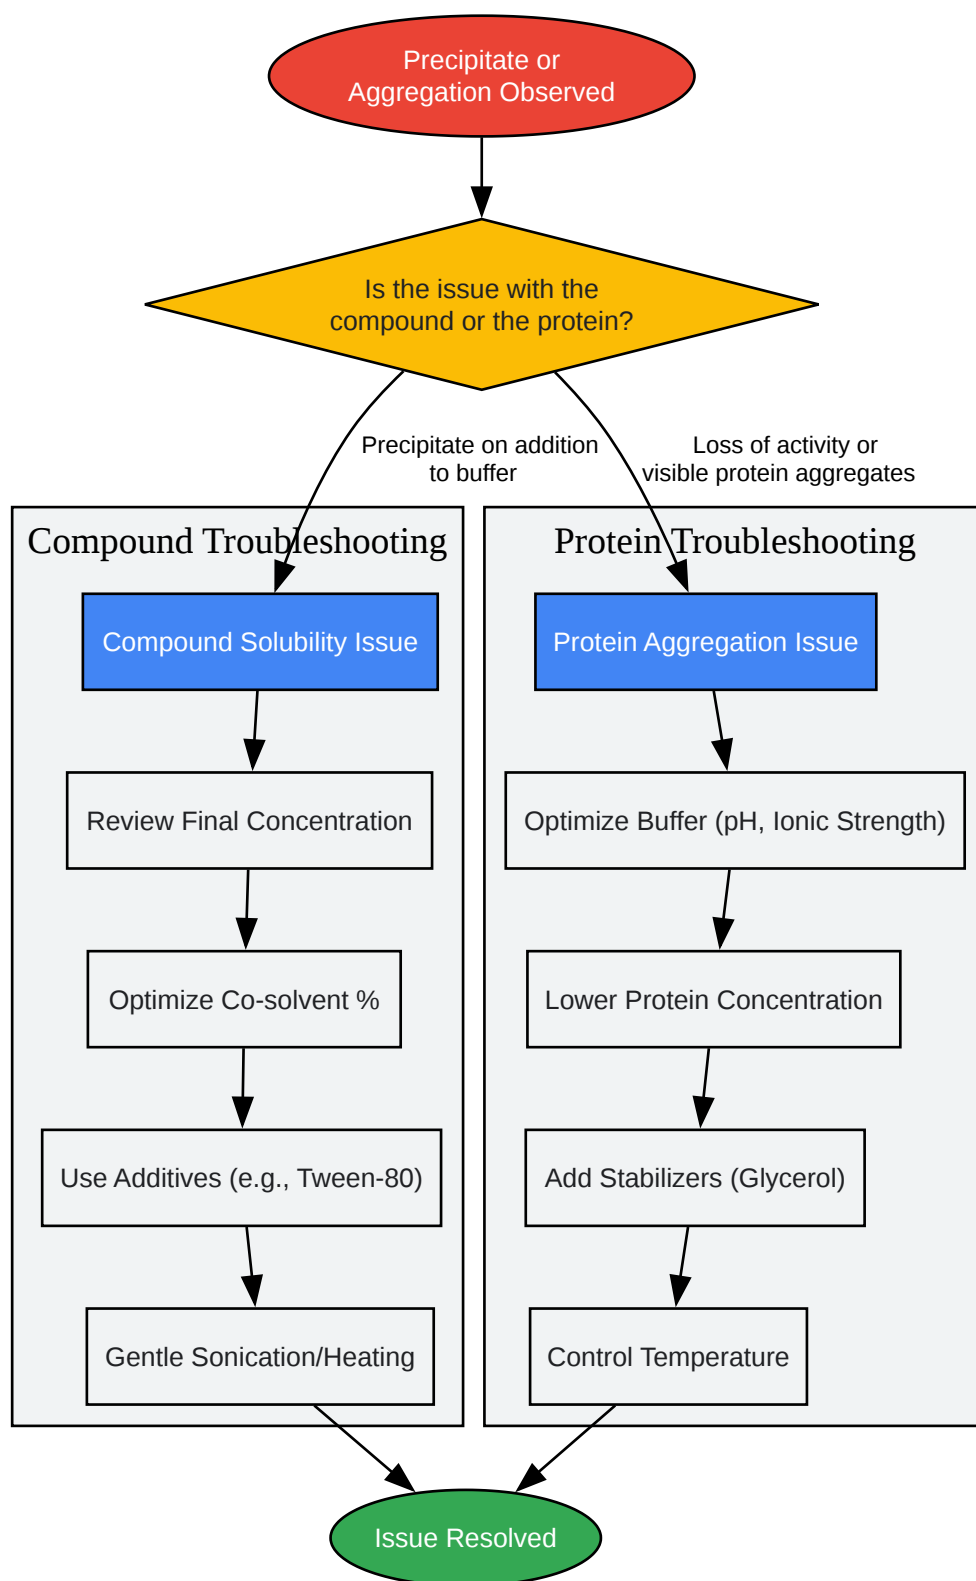 Precipitate or
Aggregation Observed
Is the issue with the
compound or the protein?
Precipitate on addition
to buffer
Loss of activity or
visible protein aggregates
Compound Troubleshooting
Compound Solubility Issue
Review Final Concentration
Optimize Co-solvent %
Use Additives (e.g., Tween-80)
Gentle Sonication/Heating
Protein Troubleshooting
Protein Aggregation Issue
Optimize Buffer (pH, Ionic Strength)
Lower Protein Concentration
Add Stabilizers (Glycerol)
Control Temperature
Issue Resolved